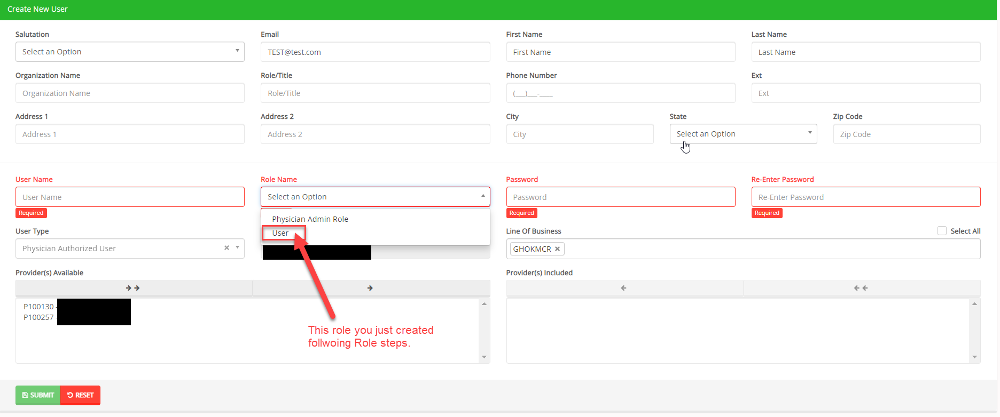 Create New User
Salutation
Email
First Name
Last Name
Select an Option
TEST@test.com
First Name
Last Name
Organization Name
Role/Title
Phone Number
Ext
Organization Name
Role/Title
(___)___-____
Ext
Address 1
Address 2
City
State
Zip Code
Address 1
Address 2
City
Select an Option
Zip Code
User Name
Role Name
Password
Re-Enter Password
User Name
Select an Option
Password
Re-Enter Password
Required
Required
Required
Physician Admin Role
User
User Type
Line Of Business
Select All
Physician Authorized User
GHOKMCR
Provider(s) Available
Provider(s) Included
P100130 -
P100257 -
This role you just created
follwoing Role steps.
SUBMIT
RESET